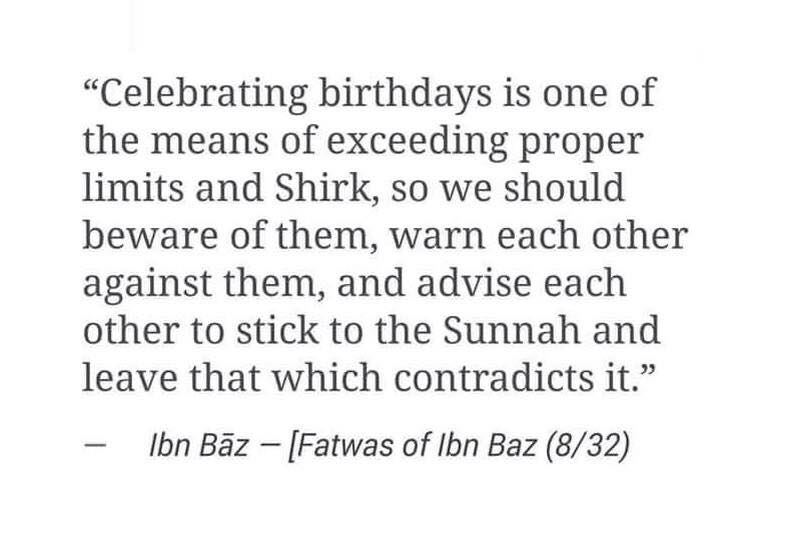 “Celebrating birthdays is one of
the means of exceeding proper
limits and Shirk, so we should
beware of them, warn each other
against them, and advise each
other to stick to the Sunnah and
leave that which contradicts it.”
— Ibn Bāz – [Fatwas of Ibn Baz (8/32)